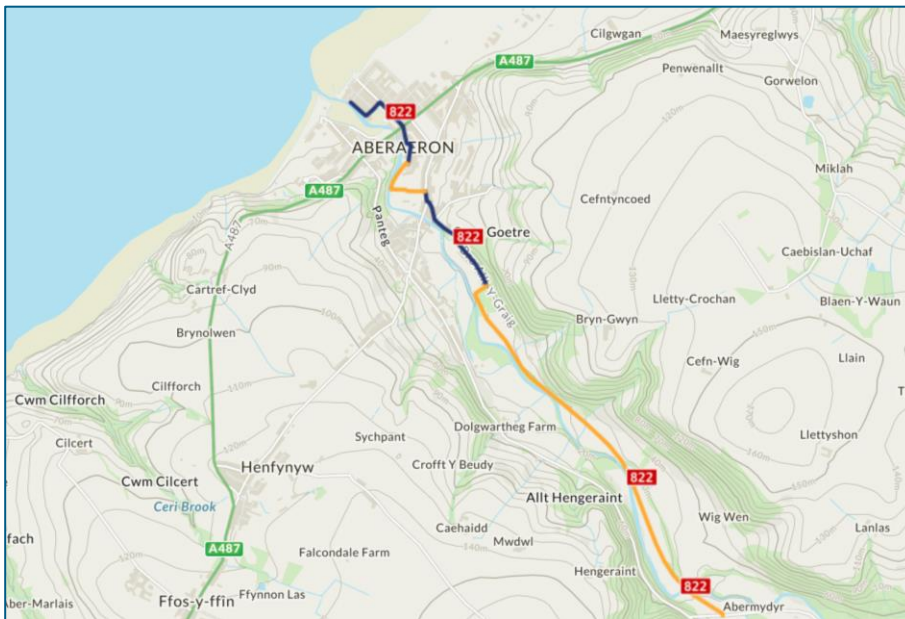 Cilgwgan
Maesyreglwys
A487
Penwenallt
Gorwelon
822
ABERAERON
Miklah
A487
Cefntyncoed
Panteg
A487
822
Goetre
Caebislan-Uchaf
Cartref-Clyd
Y Graig
Lletty-Crochan
Blaen-Y-Waun
Bryn-Gwyn
Brynolwen
Cefn-Wig
Llain
Cilfforch
Cwm Cilfforch
Dolgwartheg Farm
Llettyshon
Cilcert
Sychpant
Henfynyw
Crofft Y Beudy
822
Cwm Cilcert
Allt Hengeraint
Ceri Brook
Wig Wen
Caehaidd
Lanlas
fach
A487
Falcondale Farm
Mwdwl
Hengeraint
822
Ffynnon Las
Ffos-y-ffin
Aber-Marlais
Abermydyr